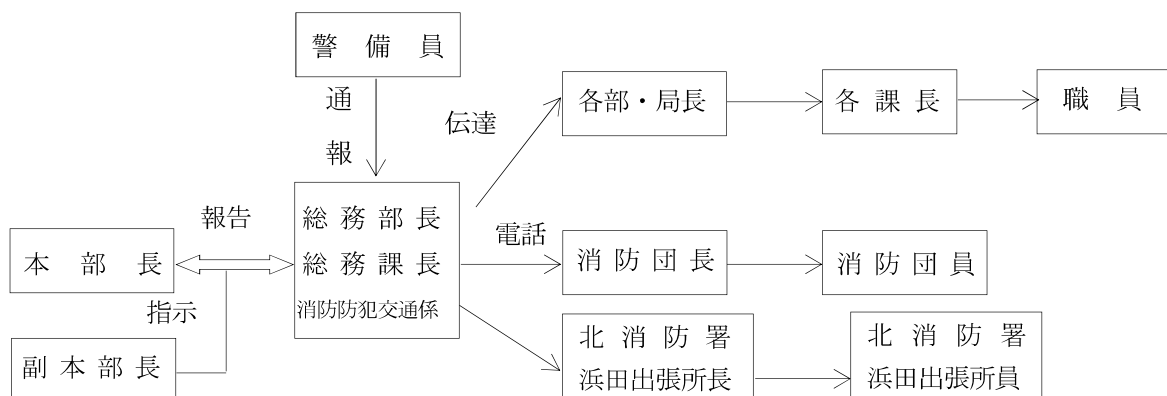 警備員
通報
伝達
各部・局長
各課長
職員
報告
総務部長
総務課長
消防防犯交通係
電話
消防団長
消防団員
本部長
指示
副本部長
北消防署
浜田出張所長
北消防署
浜田出張所員